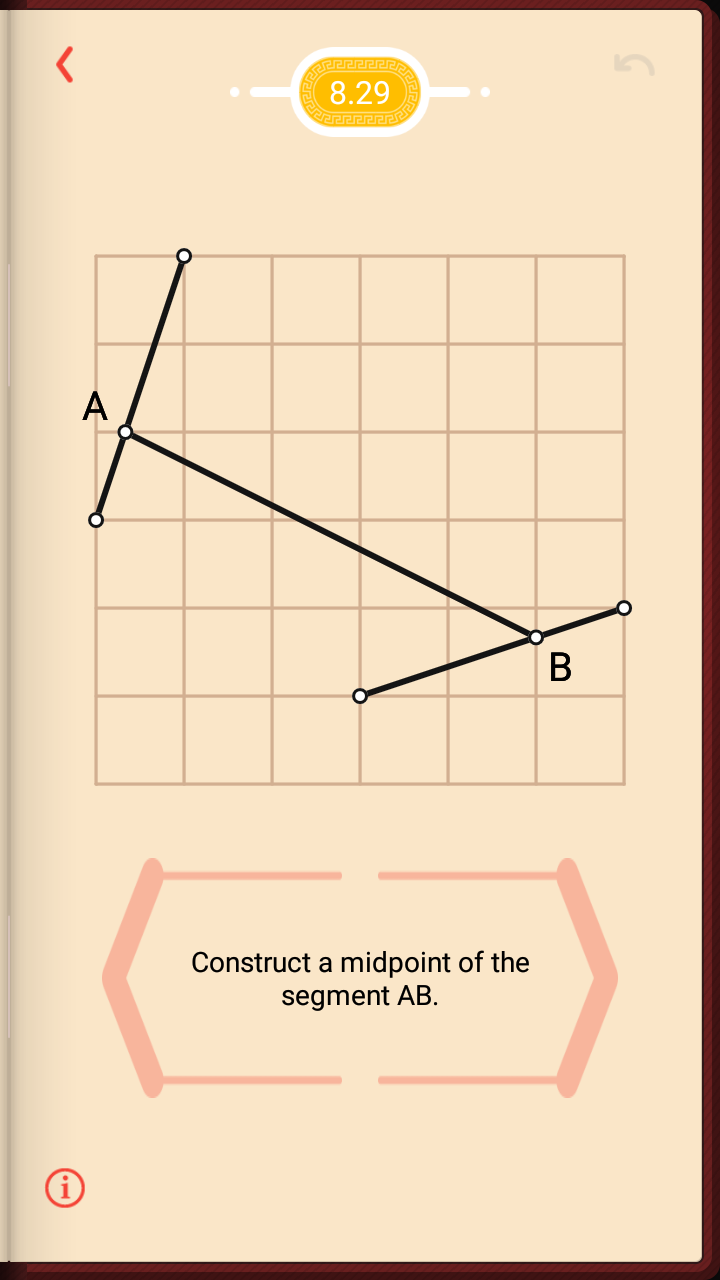 8.29
A
B
Construct a midpoint of the
segment AB.